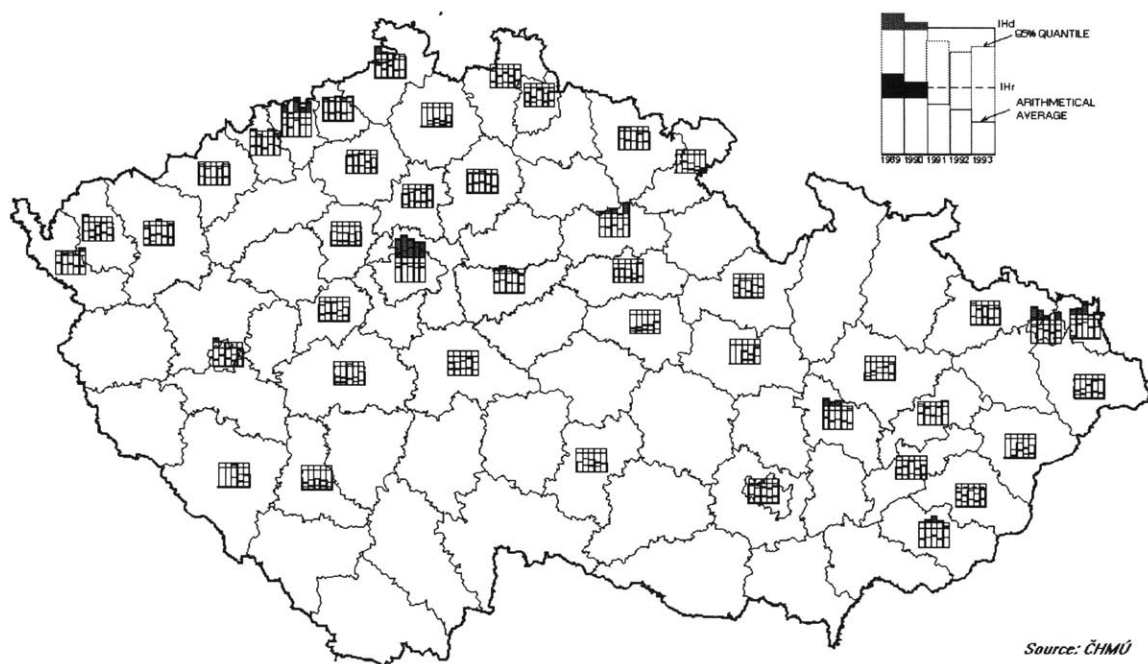 IHd
95% QUANTILE
IHr
ARITHMETICAL
AVERAGE
1989 1990 1991 1992 1993
Source: ČHMÚ